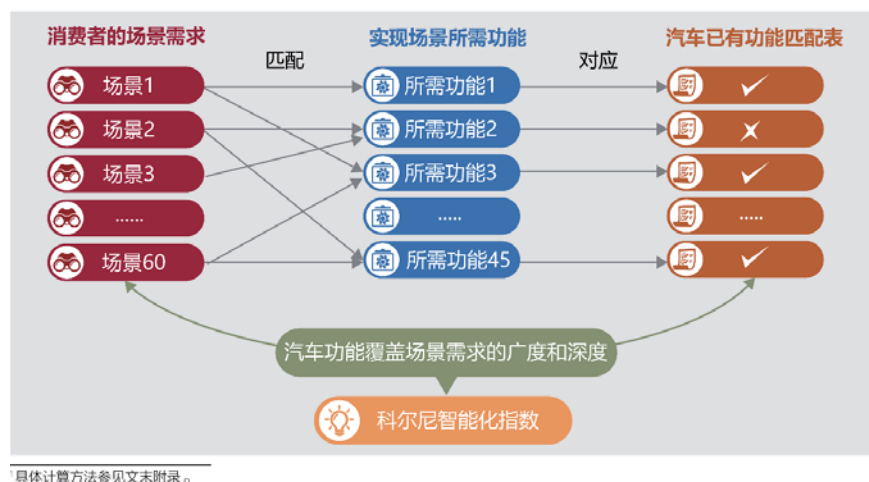 消费者的场景需求
实现场景所需功能
汽车已有功能匹配表
匹配
对应
场景1
所需功能1
场景2
所需功能2
场景3
所需功能3
......
.....
.....
场景60
所需功能45
汽车功能覆盖场景需求的广度和深度
科尔尼智能化指数
具体计算方法参见文末附录。